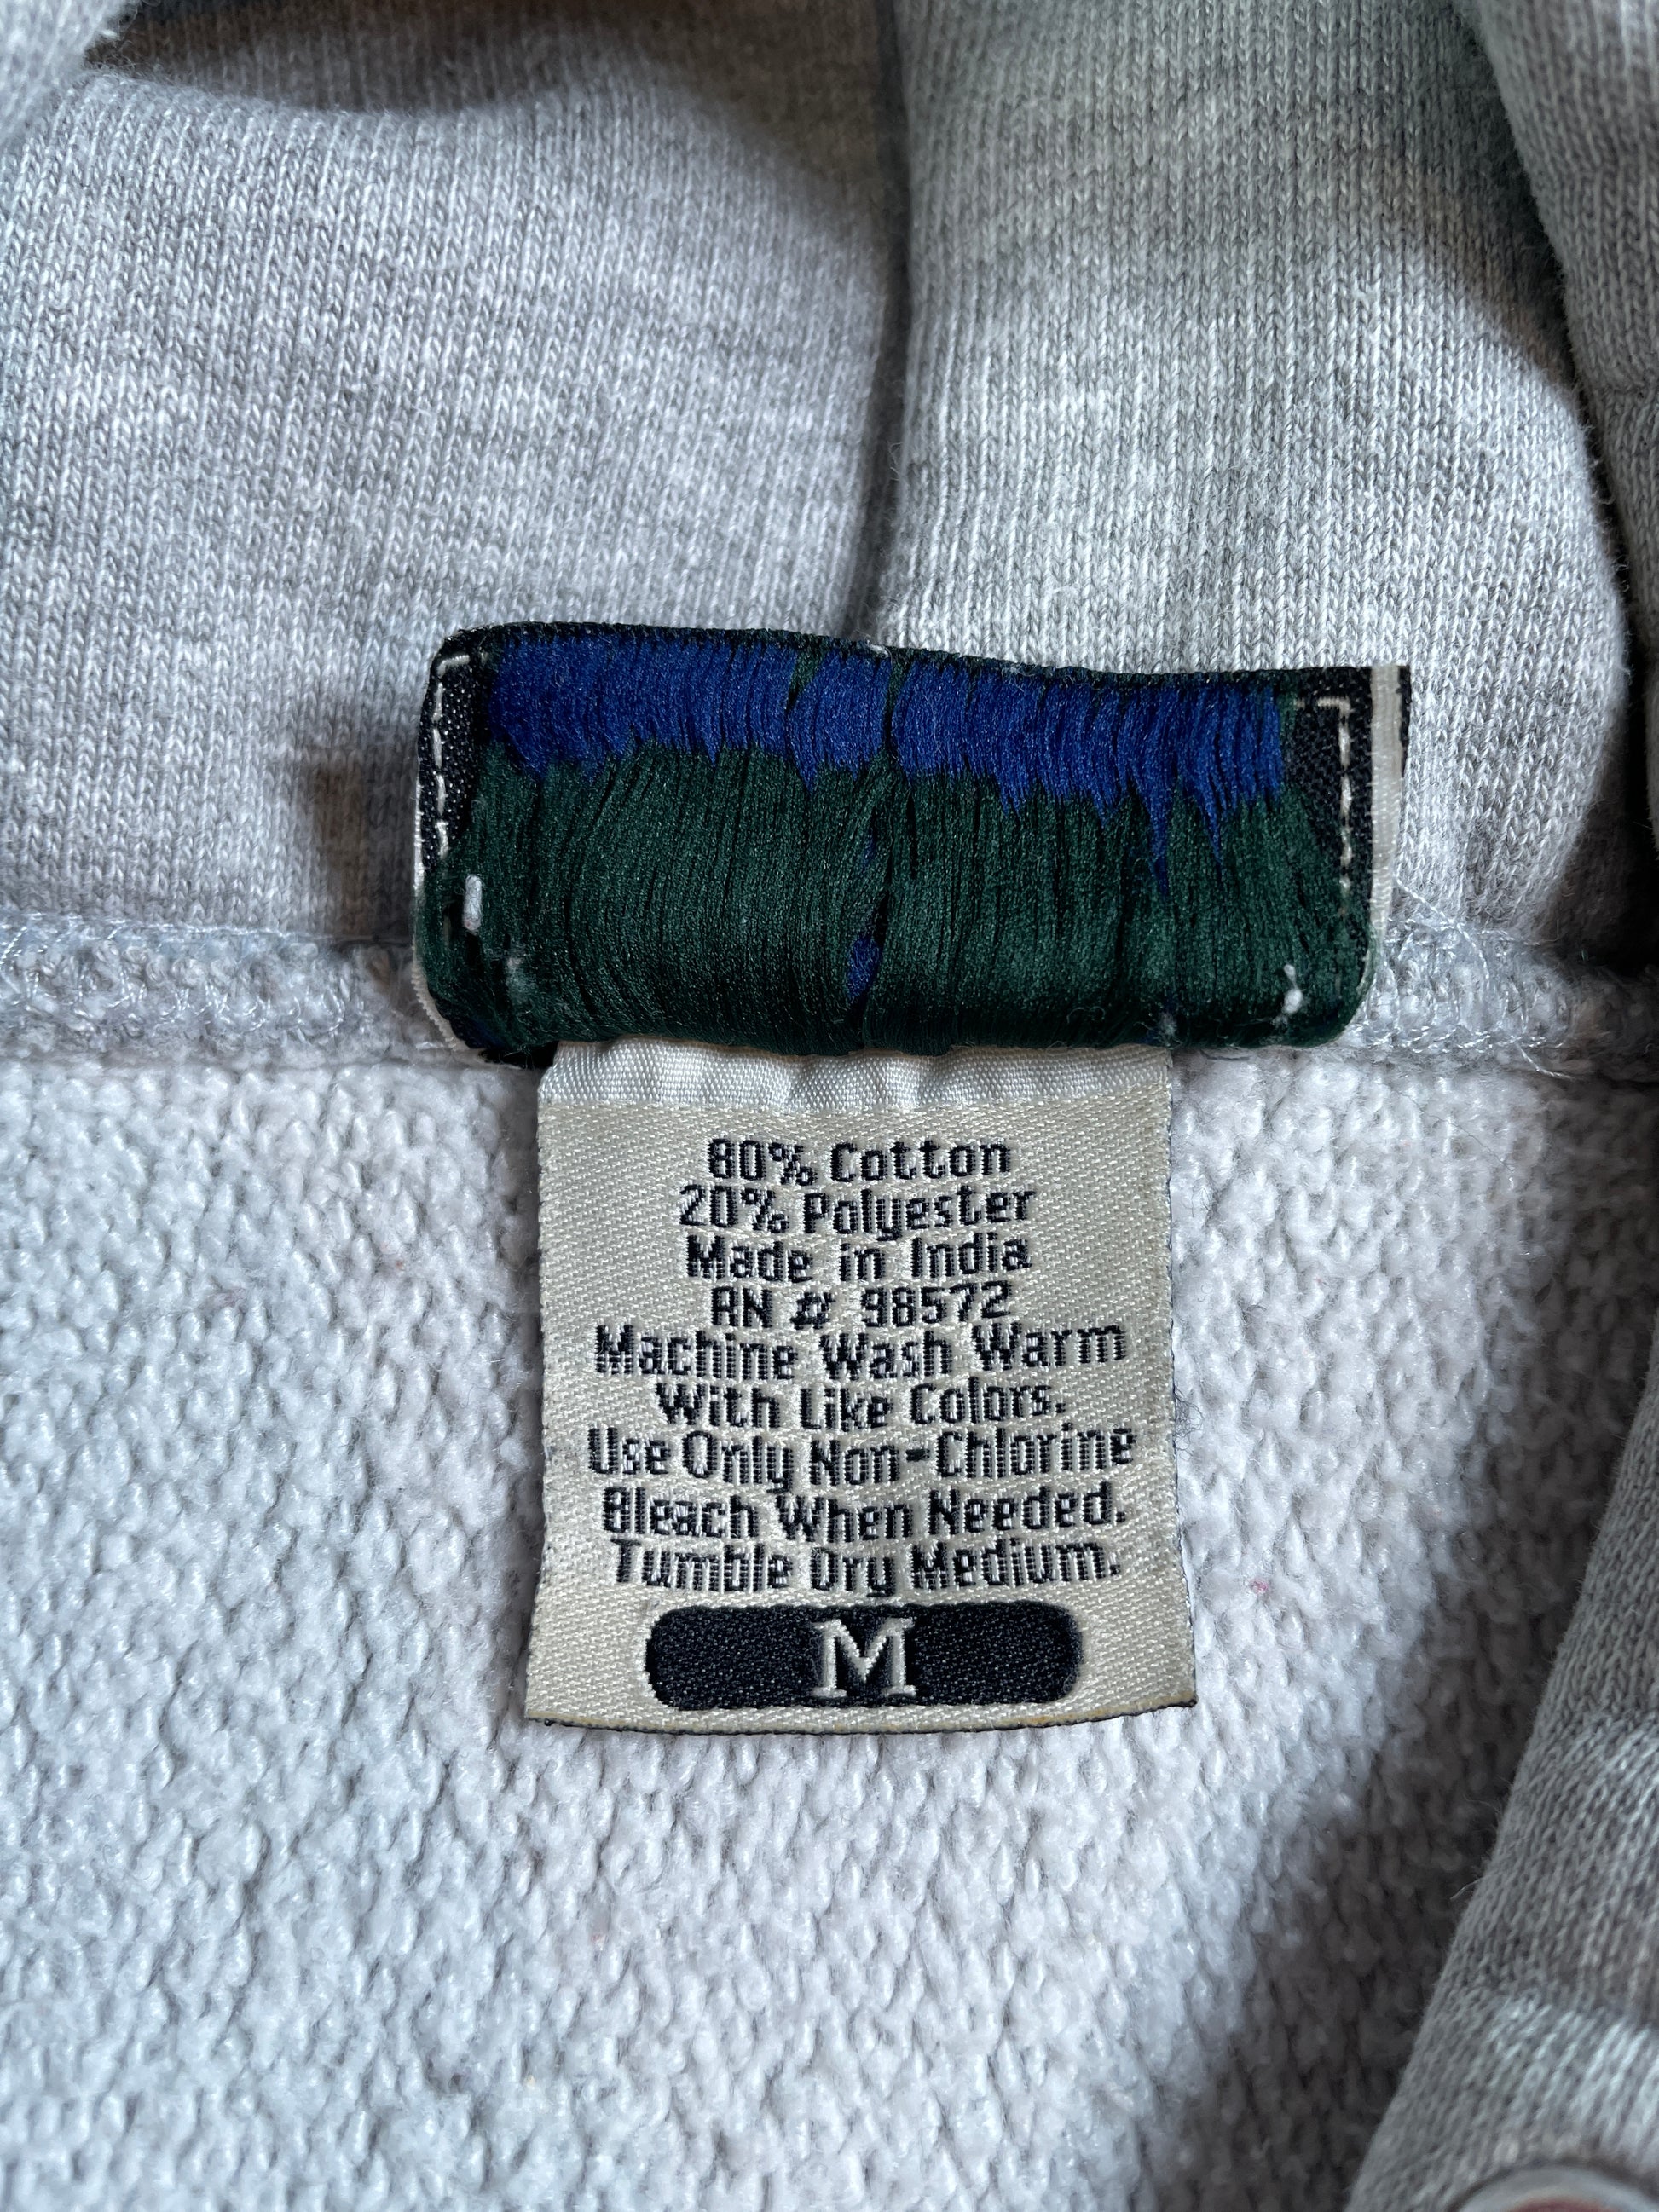 80% Cotton
20% Polyester
Made in India
RN # 98572
Machine Wash Warm
With Like Colors.
Use Only Non-Chlorine
Bleach When Needed.
Tumble Dry Medium.
M